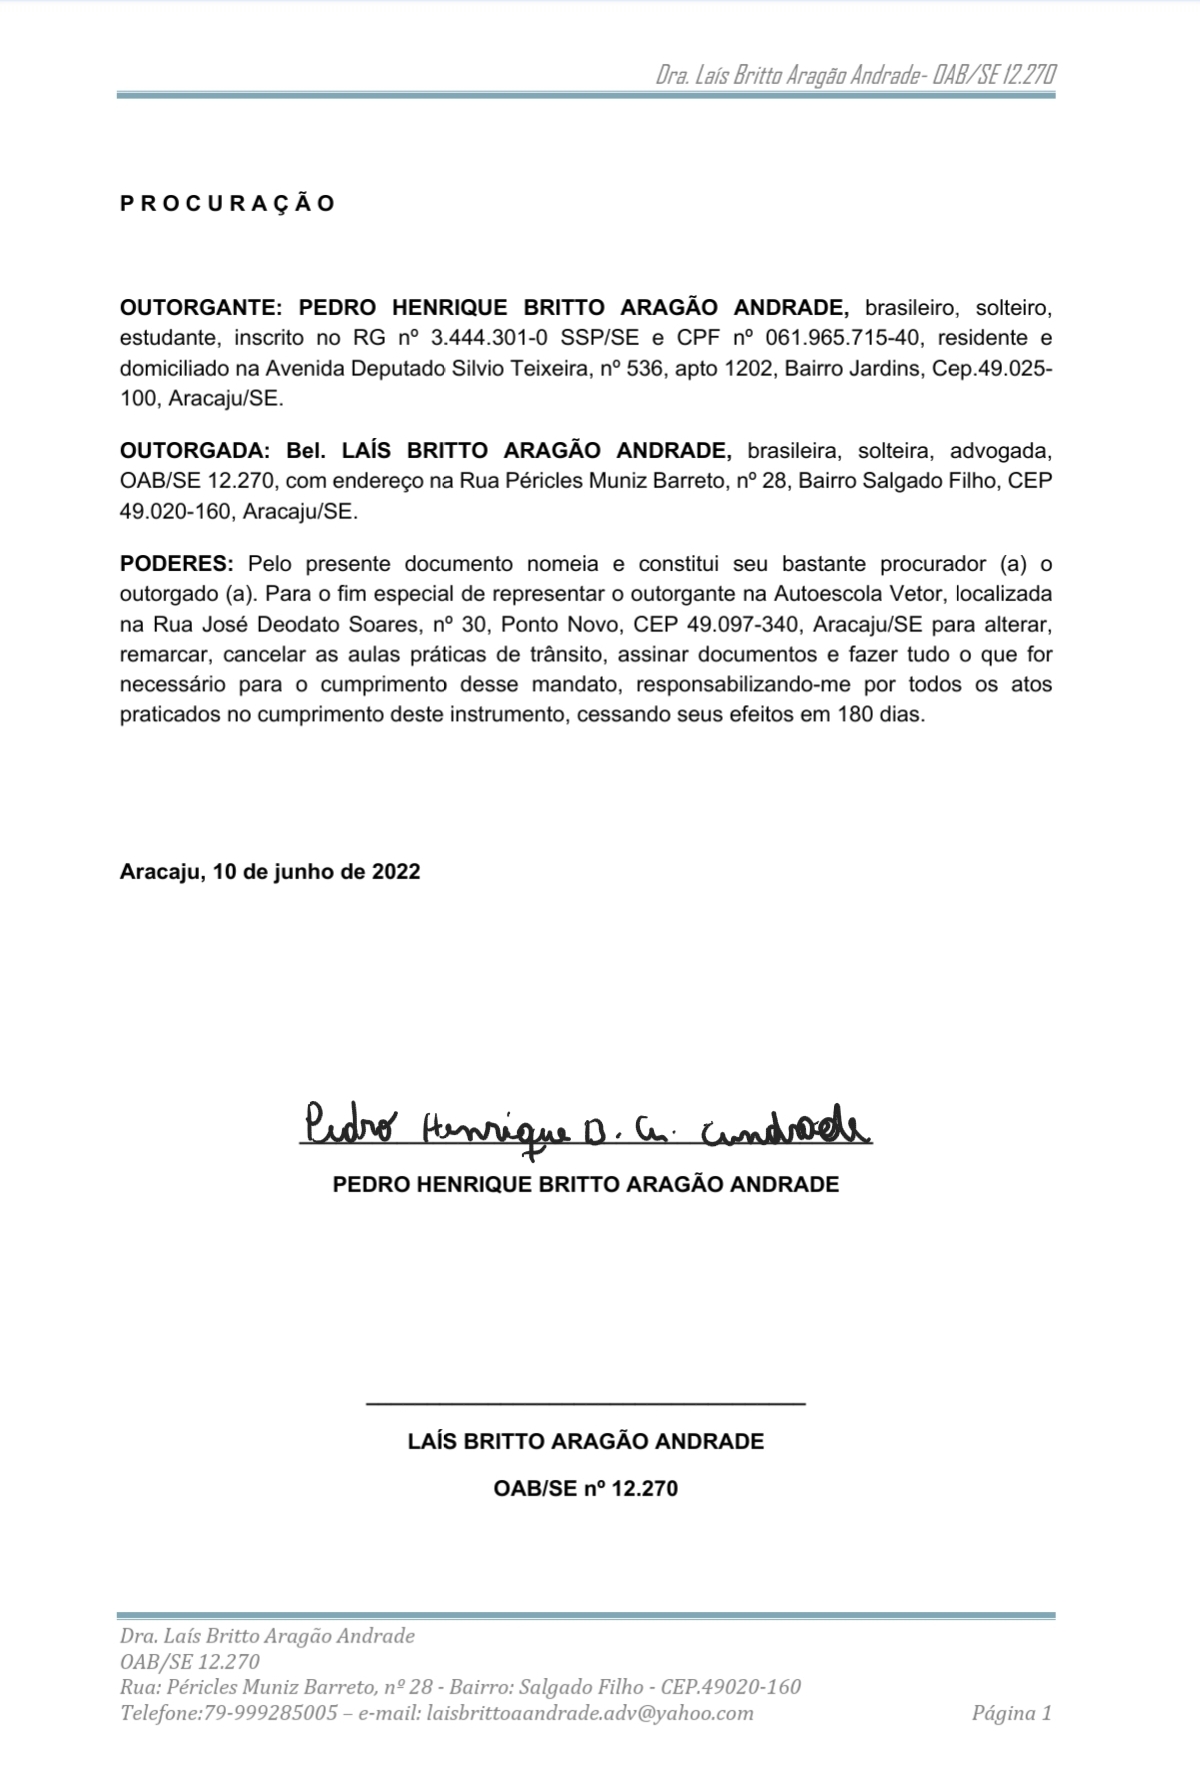 Dra. Laís Britto Aragão Andrade- OAB/SE 12.270
PROCURAÇÃO
OUTORGANTE: PEDRO HENRIQUE BRITTO ARAGÃO ANDRADE, brasileiro, solteiro,
estudante, inscrito no RG nº 3.444.301-0 SSP/SE e CPF nº 061.965.715-40, residente e
domiciliado na Avenida Deputado Silvio Teixeira, nº 536, apto 1202, Bairro Jardins, Cep.49.025-
100, Aracaju/SE.
OUTORGADA: Bel. LAÍS BRITTO ARAGÃO ANDRADE, brasileira, solteira, advogada,
OAB/SE 12.270, com endereço na Rua Péricles Muniz Barreto, nº 28, Bairro Salgado Filho, CEP
49.020-160, Aracaju/SE.
PODERES: Pelo presente documento nomeia e constitui seu bastante procurador (a) o
outorgado (a). Para o fim especial de representar o outorgante na Autoescola Vetor, localizada
na Rua José Deodato Soares, nº 30, Ponto Novo, CEP 49.097-340, Aracaju/SE para alterar,
remarcar, cancelar as aulas práticas de trânsito, assinar documentos e fazer tudo o que for
necessário para o cumprimento desse mandato, responsabilizando-me por todos os atos
praticados no cumprimento deste instrumento, cessando seus efeitos em 180 dias.
Aracaju, 10 de junho de 2022
Pedro Henrique B. A. Andrade
PEDRO HENRIQUE BRITTO ARAGÃO ANDRADE
LAÍS BRITTO ARAGÃO ANDRADE
OAB/SE nº 12.270
Dra. Laís Britto Aragão Andrade
OAB/SE 12.270
Rua: Péricles Muniz Barreto, nº 28 - Bairro: Salgado Filho - CEP.49020-160
Telefone:79-999285005 – e-mail: laisbrittoaandrade.adv@yahoo.com Página 1